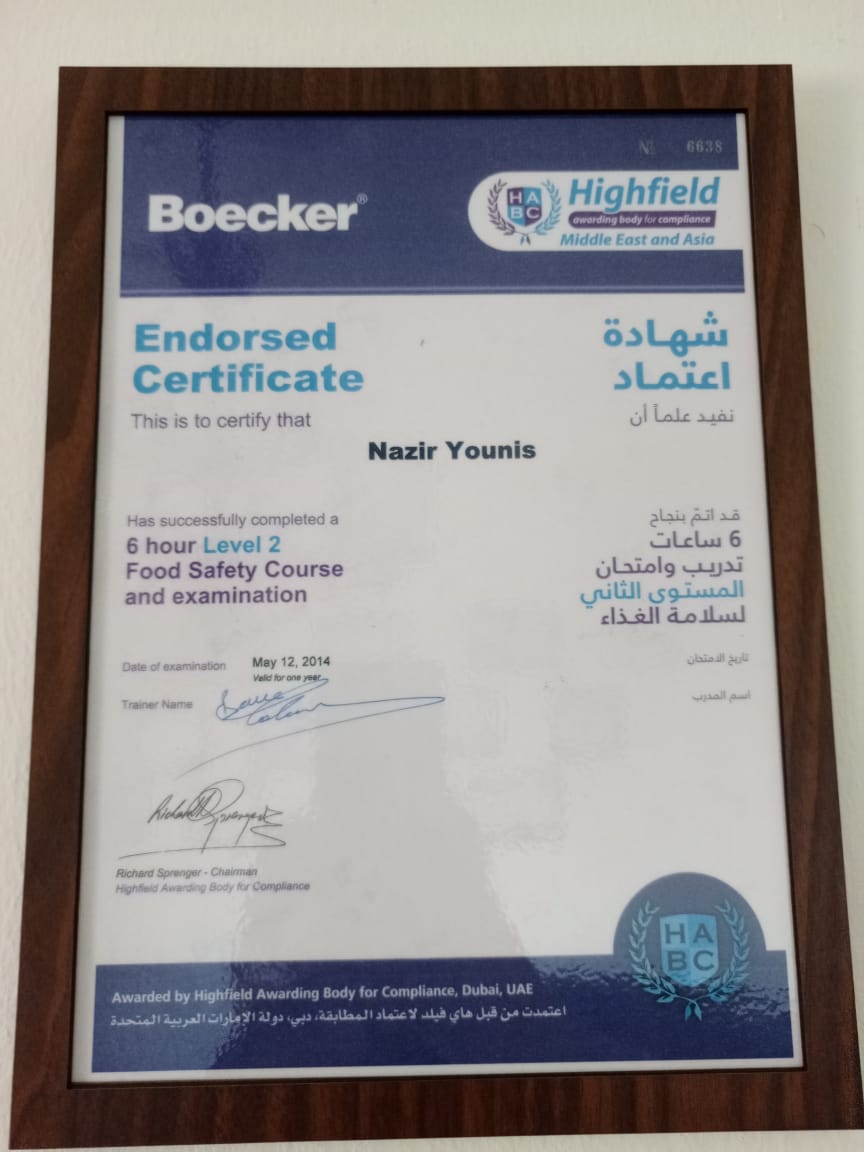 № 6638
Boecker®
HABC
Highfield
awarding body for compliance
Middle East and Asia
Endorsed
Certificate
شهادة
اعتماد
This is to certify that
نفيد علماً أن
Nazir Younis
Has successfully completed a
6 hour Level 2
Food Safety Course
and examination
قد اتمّ بنجاح
6 ساعات
تدريب وامتحان
المستوى الثاني
لسلامة الغذاء
Date of examination May 12, 2014
تاريخ الامتحان
Valid for one year
Trainer Name
اسم المدرب
Richard Sprenger
Richard Sprenger - Chairman
Highfield Awarding Body for Compliance
HABC
Awarded by Highfield Awarding Body for Compliance, Dubai, UAE
اعتمدت من قبل هاي فيلد لاعتماد المطابقة، دبي، دولة الإمارات العربية المتحدة